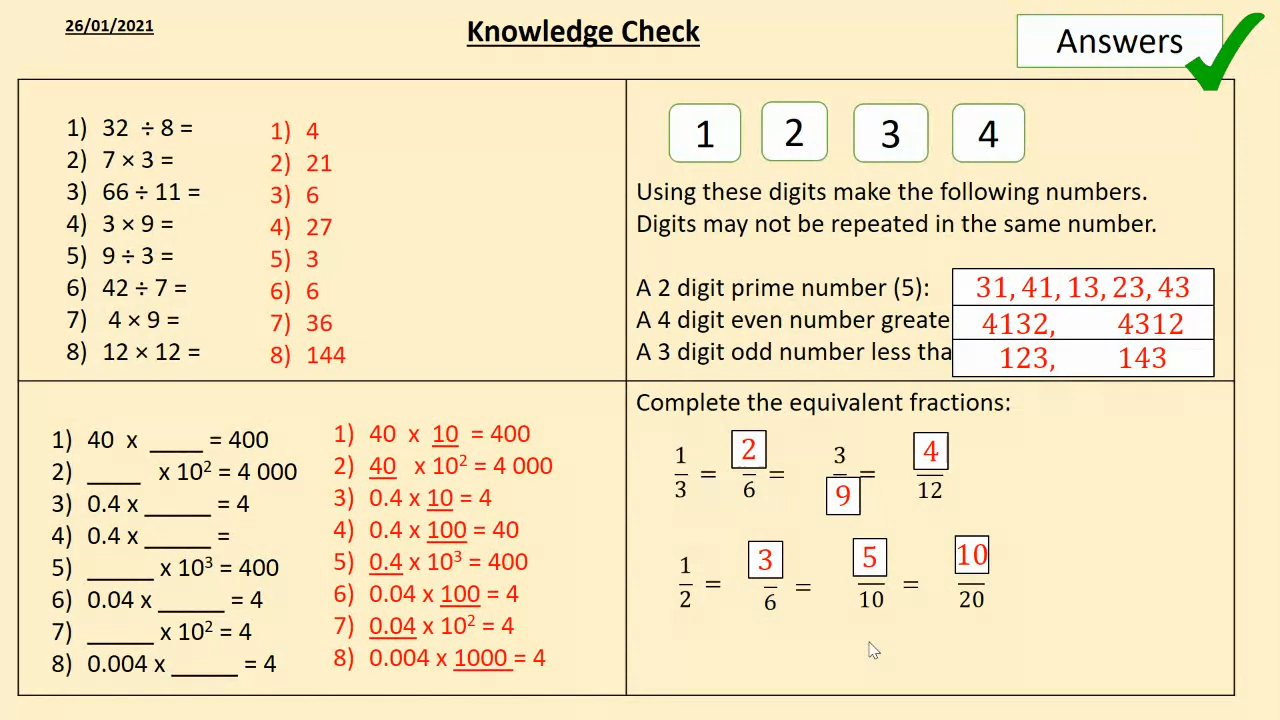 26/01/2021
Knowledge Check
Answers
1) 32 ÷ 8 =
2) 7 × 3 =
3) 66 ÷ 11 =
4) 3 × 9 =
5) 9 ÷ 3 =
6) 42 ÷ 7 =
7) 4 × 9 =
8) 12 × 12 =
1) 4
2) 21
3) 6
4) 27
5) 3
6) 6
7) 36
8) 144
1 2 3 4
Using these digits make the following numbers.
Digits may not be repeated in the same number.
A 2 digit prime number (5): 31, 41, 13, 23, 43
A 4 digit even number greate 4132, 4312
A 3 digit odd number less tha 123, 143
1) 40 x ____ = 400
2) ____ x 10² = 4 000
3) 0.4 x _____ = 4
4) 0.4 x _____ =
5) _____ x 10³ = 400
6) 0.04 x _____ = 4
7) _____ x 10² = 4
8) 0.004 x _____ = 4
1) 40 x 10 = 400
2) 40 x 10² = 4 000
3) 0.4 x 10 = 4
4) 0.4 x 100 = 40
5) 0.4 x 10³ = 400
6) 0.04 x 100 = 4
7) 0.04 x 10² = 4
8) 0.004 x 1000 = 4
Complete the equivalent fractions:
1/3 = 2/6 = 3/9 = 4/12
1/2 = 3/6 = 5/10 = 10/20